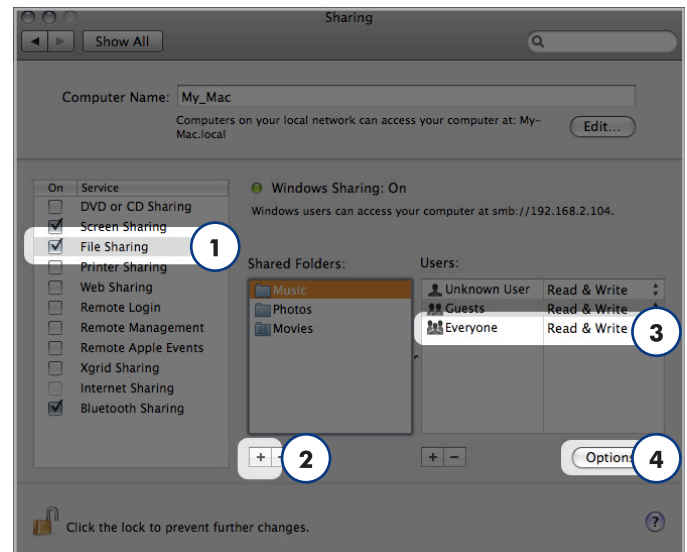 Sharing
Show All
Computer Name: My_Mac
Computers on your local network can access your computer at: My-
Mac.local
Edit...
On Service
DVD or CD Sharing
Screen Sharing
File Sharing
1
Printer Sharing
Web Sharing
Remote Login
Remote Management
Remote Apple Events
Xgrid Sharing
Internet Sharing
Bluetooth Sharing
Windows Sharing: On
Windows users can access your computer at smb://192.168.2.104.
Shared Folders:
Music
Photos
Movies
+ -
2
Users:
Unknown User Read & Write
Guests Read & Write
Everyone Read & Write
3
+ −
Options
4
Click the lock to prevent further changes.
?